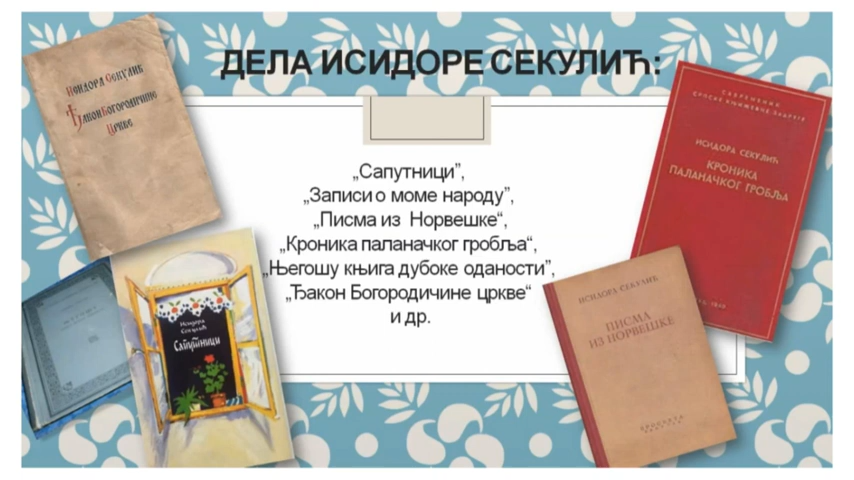 ДЕЛА ИСИДОРЕ СЕКУЛИЋ:
„Сапутници”,
„Записи о моме народу”,
„Писма из Норвешке“,
„Кроника паланачког гробља“,
„Његошу књига дубоке оданости”,
„Ђакон Богородичине цркве“
и др.
Исидора Секулић
Ђакон Богородичине
Цркве
САВРЕМЕНИК
СРПСКЕ КЊИЖЕВНЕ ЗАДРУГЕ
ИСИДОРА СЕКУЛИЋ
КРОНИКА
ПАЛАНАЧКОГ ГРОБЉА
Исидора
Секулић
Сапутници
ИСИДОРА СЕКУЛИЋ
ПИСМА
ИЗ НОРВЕШКЕ